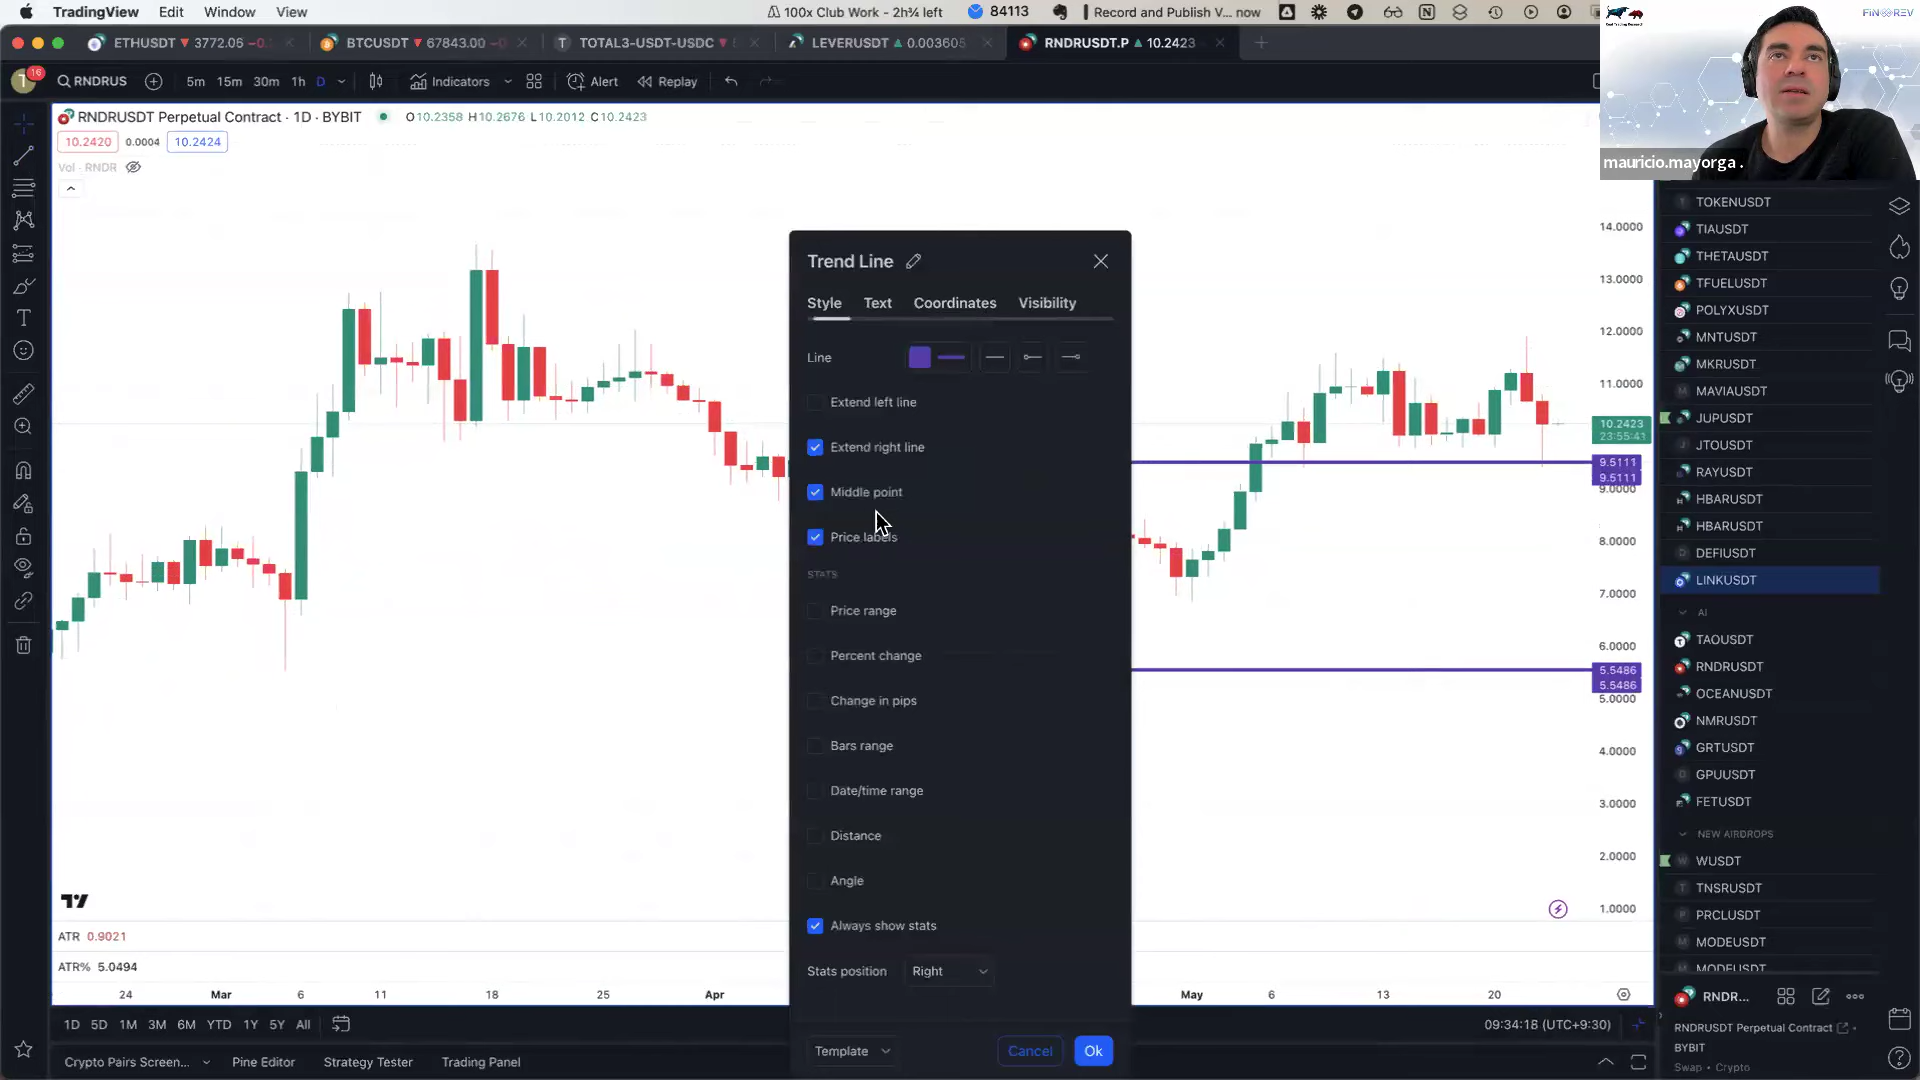 TradingView Edit Window View
100x Club Work - 2h¾ left
84113
Record and Publish V... now
FINREV
ETHUSDT 3772.06
BTCUSDT 67843.00
TOTAL3-USDT-USDC
LEVERUSDT 0.003605
RNDRUSDT.P 10.2423
T 16
RNDRUS
5m 15m 30m 1h D
Indicators
Alert
Replay
RNDRUSDT Perpetual Contract · 1D · BYBIT
O10.2358 H10.2676 L10.2012 C10.2423
10.2420 0.0004 10.2424
Vol · RNDR
mauricio.mayorga .
Trend Line
Style Text Coordinates Visibility
Line
Extend left line
Extend right line
Middle point
Price labels
STATS
Price range
Percent change
Change in pips
Bars range
Date/time range
Distance
Angle
Always show stats
Stats position Right
Template
Cancel
Ok
14.0000
13.0000
12.0000
11.0000
10.2423
23:55:43
9.5111
9.5111
9.0000
8.0000
7.0000
6.0000
5.5486
5.5486
5.0000
4.0000
3.0000
2.0000
1.0000
TOKENUSDT
TIAUSDT
THETAUSDT
TFUELUSDT
POLYXUSDT
MNTUSDT
MKRUSDT
MAVIAUSDT
JUPUSDT
JTOUSDT
RAYUSDT
HBARUSDT
HBARUSDT
DEFIUSDT
LINKUSDT
AI
TAOUSDT
RNDRUSDT
OCEANUSDT
NMRUSDT
GRTUSDT
GPUUSDT
FETUSDT
NEW AIRDROPS
WUSDT
TNSRUSDT
PRCLUSDT
MODEUSDT
MODEUSDT
RNDR...
RNDRUSDT Perpetual Contract
BYBIT
Swap • Crypto
ATR 0.9021
ATR% 5.0494
24 Mar 6 11 18 25 Apr May 6 13 20
1D 5D 1M 3M 6M YTD 1Y 5Y All
09:34:18 (UTC+9:30)
Crypto Pairs Screen... Pine Editor Strategy Tester Trading Panel